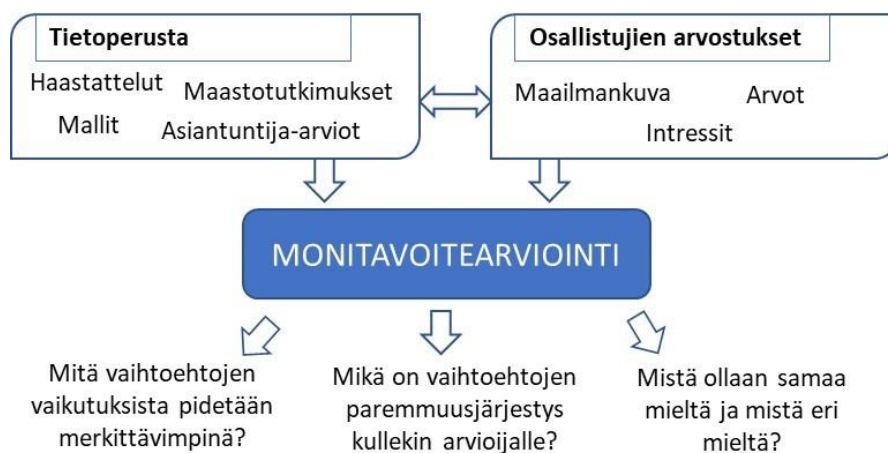 Tietoperusta
Haastattelut
Maastotutkimukset
Mallit
Asiantuntija-arviot
Osallistujien arvostukset
Maailmankuva
Arvot
Intressit
MONITAVOITEARVIOINTI
Mitä vaihtoehtojen
vaikutuksista pidetään
merkittävimpinä?
Mikä on vaihtoehtojen
paremmuusjärjestys
kullekin arvioijalle?
Mistä ollaan samaa
mieltä ja mistä eri
mieltä?